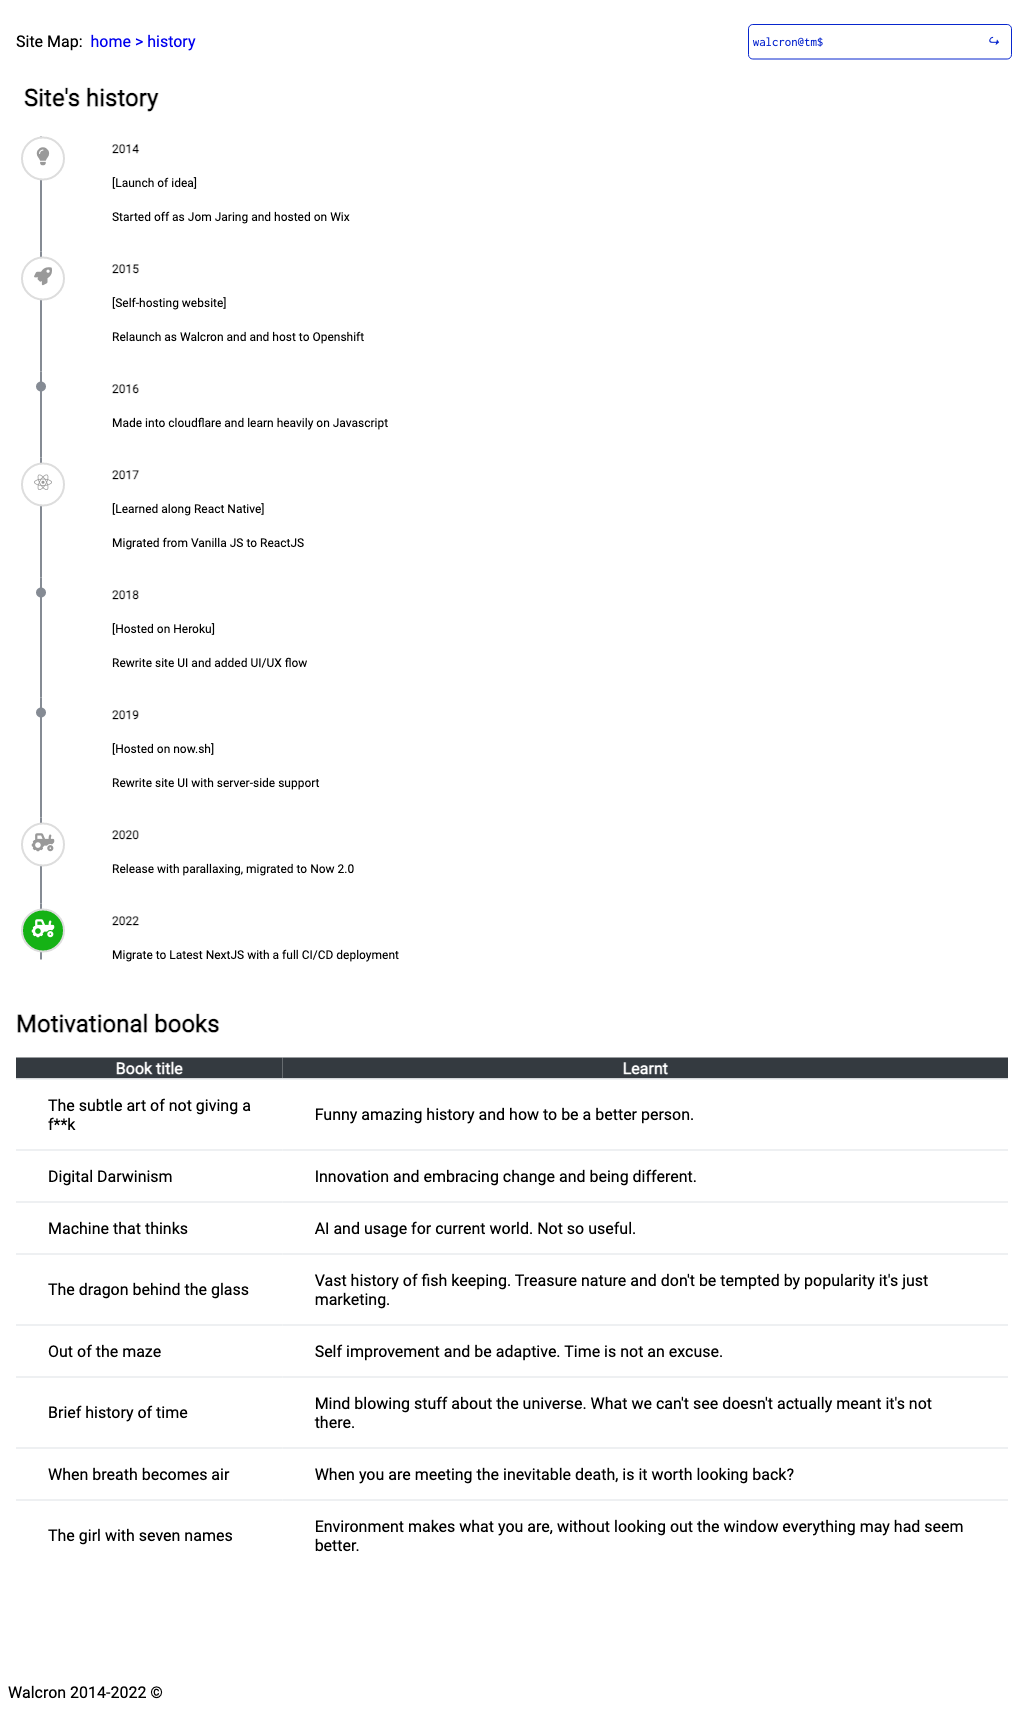 Site Map: home > history
walcron@tm$
Site's history
2014
[Launch of idea]
Started off as Jom Jaring and hosted on Wix
2015
[Self-hosting website]
Relaunch as Walcron and and host to Openshift
2016
Made into cloudflare and learn heavily on Javascript
2017
[Learned along React Native]
Migrated from Vanilla JS to ReactJS
2018
[Hosted on Heroku]
Rewrite site UI and added UI/UX flow
2019
[Hosted on now.sh]
Rewrite site UI with server-side support
2020
Release with parallaxing, migrated to Now 2.0
2022
Migrate to Latest NextJS with a full CI/CD deployment
Motivational books
Book title Learnt
The subtle art of not giving a
f**k
Funny amazing history and how to be a better person.
Digital Darwinism
Innovation and embracing change and being different.
Machine that thinks
AI and usage for current world. Not so useful.
The dragon behind the glass
Vast history of fish keeping. Treasure nature and don't be tempted by popularity it's just
marketing.
Out of the maze
Self improvement and be adaptive. Time is not an excuse.
Brief history of time
Mind blowing stuff about the universe. What we can't see doesn't actually meant it's not
there.
When breath becomes air
When you are meeting the inevitable death, is it worth looking back?
The girl with seven names
Environment makes what you are, without looking out the window everything may had seem
better.
Walcron 2014-2022 ©